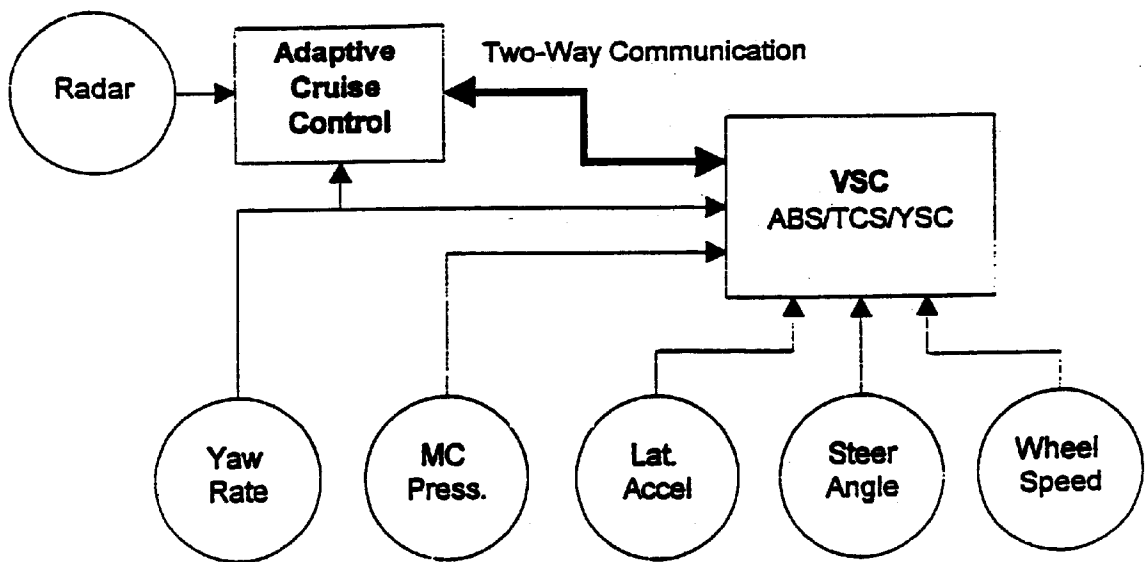 Radar
Adaptive
Cruise
Control
Two-Way Communication
VSC
ABS/TCS/YSC
Yaw
Rate
MC
Press.
Lat.
Accel
Steer
Angle
Wheel
Speed